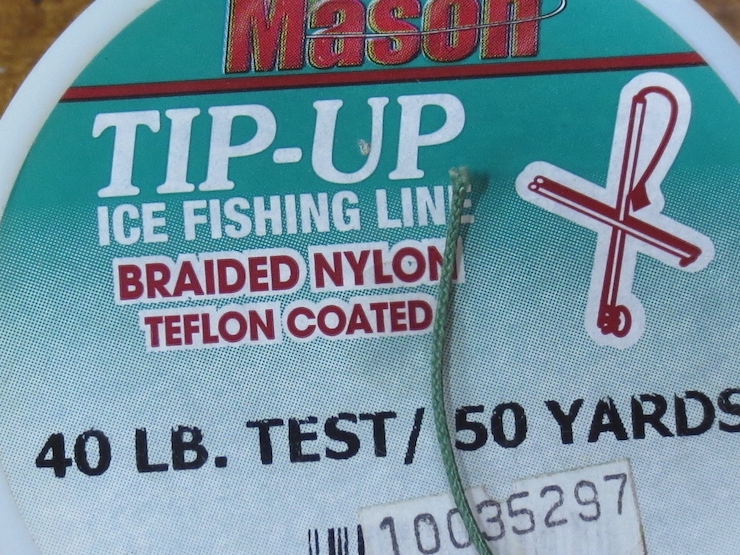 Mason
TIP-UP
ICE FISHING LINE
BRAIDED NYLON
TEFLON COATED
40 LB. TEST/ 50 YARDS
10035297